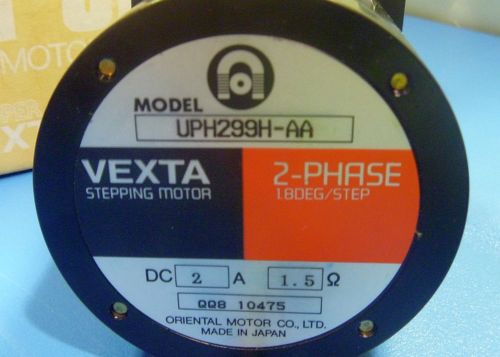 MOTOR
MODEL
UPH299H-AA
VEXTA
STEPPING MOTOR
2-PHASE
1.8DEG/STEP
DC 2 A 1.5 Ω
QQ8 10475
ORIENTAL MOTOR CO., LTD.
MADE IN JAPAN